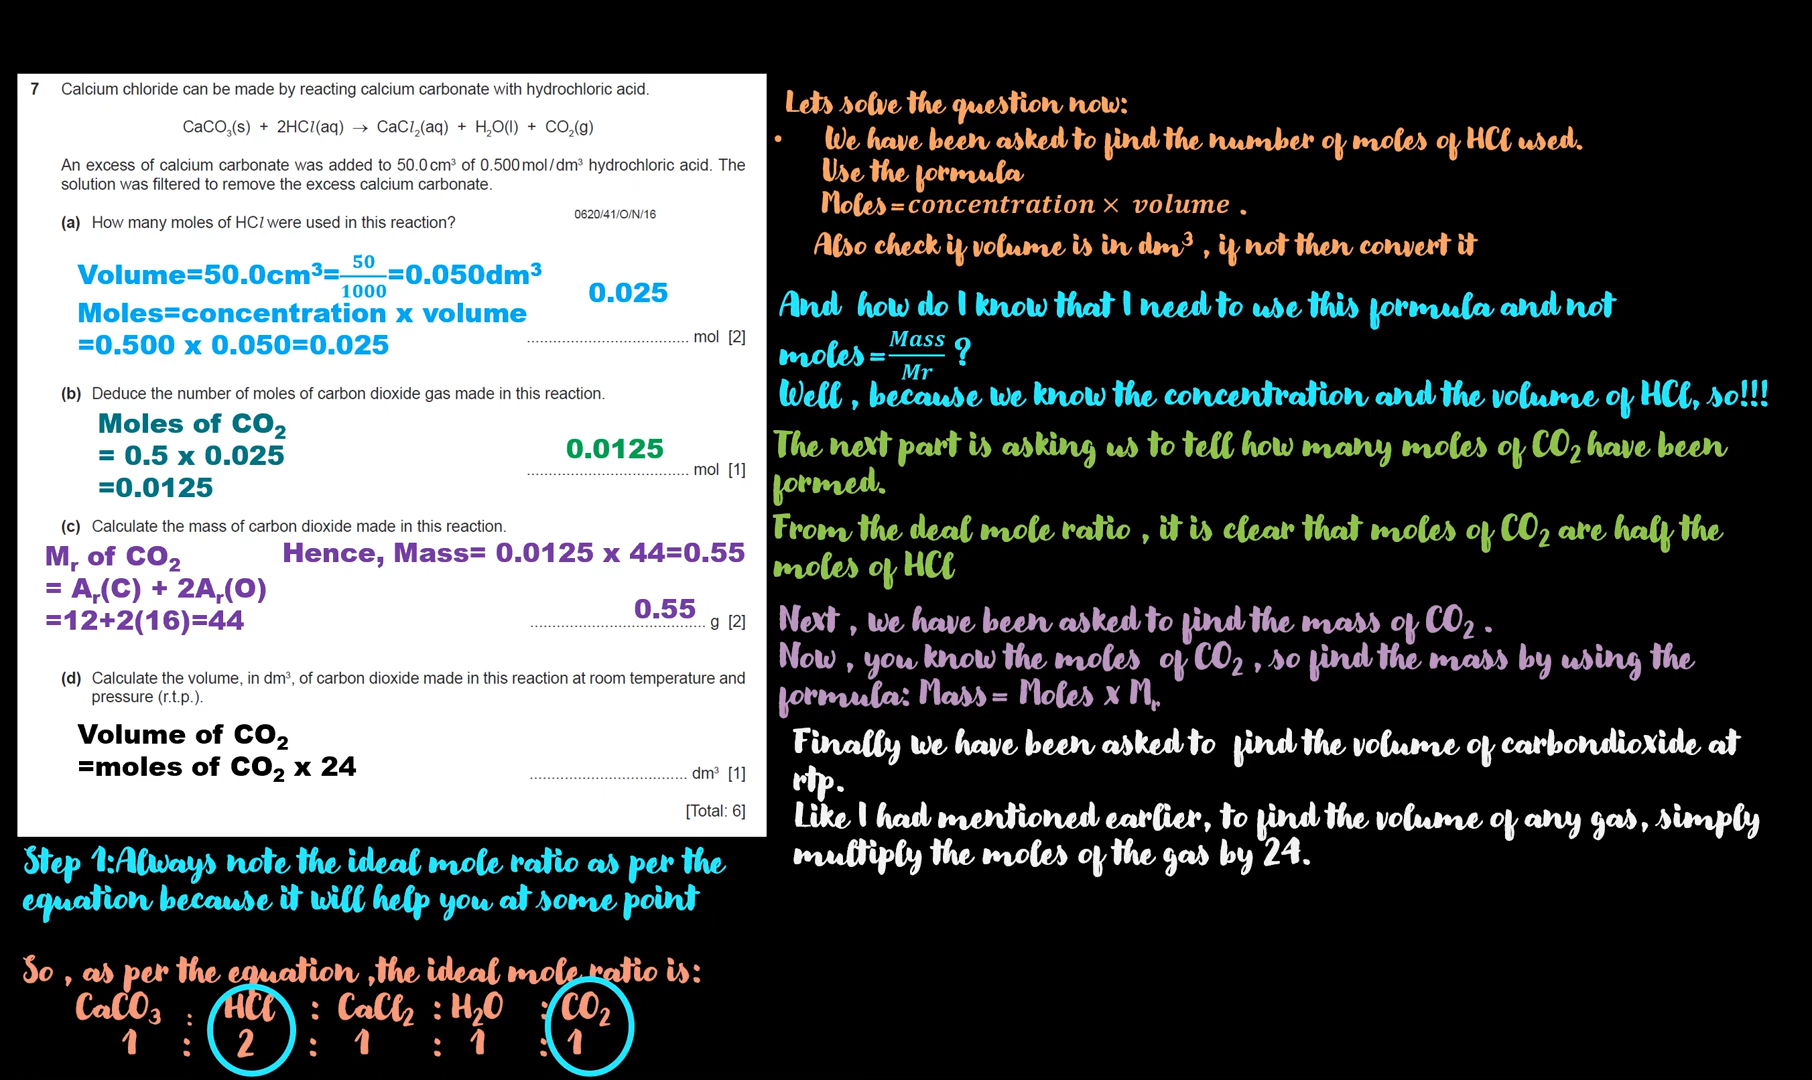 7 Calcium chloride can be made by reacting calcium carbonate with hydrochloric acid.
CaCO₃(s) + 2HCl(aq) → CaCl₂(aq) + H₂O(l) + CO₂(g)
An excess of calcium carbonate was added to 50.0 cm³ of 0.500 mol/dm³ hydrochloric acid. The
solution was filtered to remove the excess calcium carbonate.
(a) How many moles of HCl were used in this reaction? 0620/41/O/N/16
Volume=50.0cm³=50/1000=0.050dm³
Moles=concentration x volume
=0.500 x 0.050=0.025
0.025
................................... mol [2]
(b) Deduce the number of moles of carbon dioxide gas made in this reaction.
Moles of CO₂
= 0.5 x 0.025
=0.0125
0.0125
................................... mol [1]
(c) Calculate the mass of carbon dioxide made in this reaction.
Mᵣ of CO₂
= Aᵣ(C) + 2Aᵣ(O)
=12+2(16)=44
Hence, Mass= 0.0125 x 44=0.55
0.55
...................................... g [2]
(d) Calculate the volume, in dm³, of carbon dioxide made in this reaction at room temperature and
pressure (r.t.p.).
Volume of CO₂
=moles of CO₂ x 24
.................................. dm³ [1]
[Total: 6]
Step 1:Always note the ideal mole ratio as per the
equation because it will help you at some point
So , as per the equation ,the ideal mole ratio is:
CaCO₃ : HCl : CaCl₂ : H₂O : CO₂
1 : 2 : 1 : 1 : 1
Lets solve the question now:
• We have been asked to find the number of moles of HCl used.
Use the formula
Moles = concentration × volume .
Also check if volume is in dm³ , if not then convert it
And how do I know that I need to use this formula and not
moles = Mass/Mr ?
Well , because we know the concentration and the volume of HCl, so!!!
The next part is asking us to tell how many moles of CO₂ have been
formed.
From the deal mole ratio , it is clear that moles of CO₂ are half the
moles of HCl
Next , we have been asked to find the mass of CO₂ .
Now , you know the moles of CO₂ , so find the mass by using the
formula: Mass = Moles x Mᵣ
Finally we have been asked to find the volume of carbondioxide at
rtp.
Like I had mentioned earlier, to find the volume of any gas, simply
multiply the moles of the gas by 24.